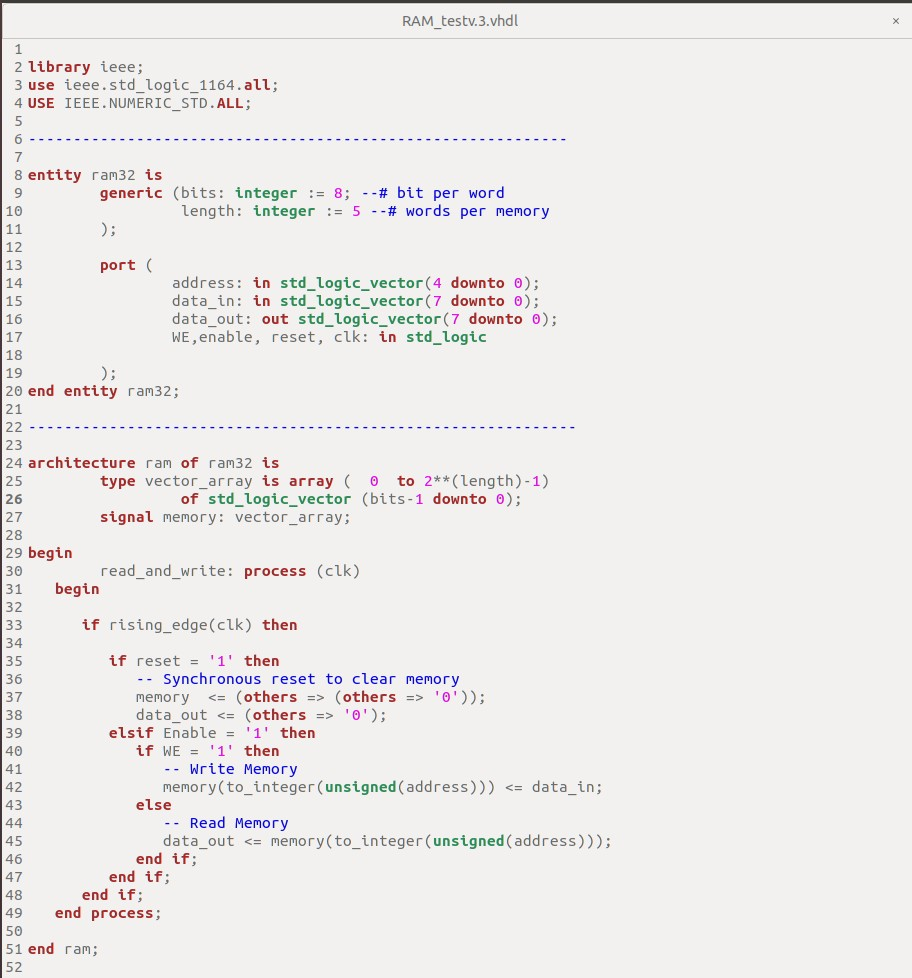 RAM_testv.3.vhdl ×
1
2 library ieee;
3 use ieee.std_logic_1164.all;
4 USE IEEE.NUMERIC_STD.ALL;
5
6 ------------------------------------------------------------
7
8 entity ram32 is
9 generic (bits: integer := 8; --# bit per word
10 length: integer := 5 --# words per memory
11 );
12
13 port (
14 address: in std_logic_vector(4 downto 0);
15 data_in: in std_logic_vector(7 downto 0);
16 data_out: out std_logic_vector(7 downto 0);
17 WE,enable, reset, clk: in std_logic
18
19 );
20 end entity ram32;
21
22 -------------------------------------------------------------
23
24 architecture ram of ram32 is
25 type vector_array is array ( 0 to 2**(length)-1)
26 of std_logic_vector (bits-1 downto 0);
27 signal memory: vector_array;
28
29 begin
30 read_and_write: process (clk)
31 begin
32
33 if rising_edge(clk) then
34
35 if reset = '1' then
36 -- Synchronous reset to clear memory
37 memory <= (others => (others => '0'));
38 data_out <= (others => '0');
39 elsif Enable = '1' then
40 if WE = '1' then
41 -- Write Memory
42 memory(to_integer(unsigned(address))) <= data_in;
43 else
44 -- Read Memory
45 data_out <= memory(to_integer(unsigned(address)));
46 end if;
47 end if;
48 end if;
49 end process;
50
51 end ram;
52